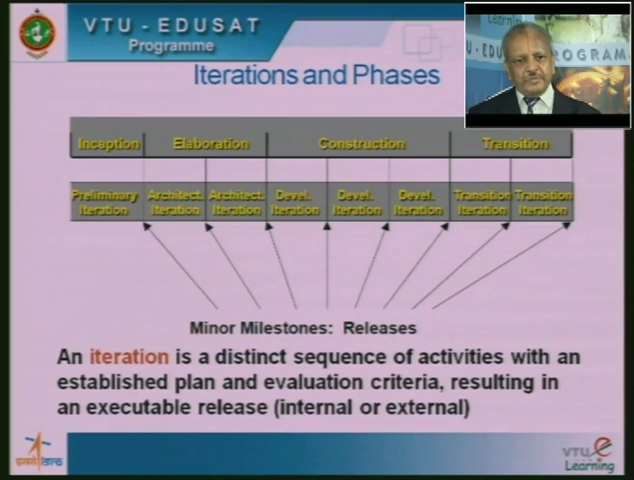 VTU - EDUSAT
Programme
Iterations and Phases
U - EDU
PROGRAM
Inception Elaboration Construction Transition
Preliminary Iteration
Architect. Iteration
Architect. Iteration
Devel. Iteration
Devel. Iteration
Devel. Iteration
Transition Iteration
Transition Iteration
Minor Milestones: Releases
An iteration is a distinct sequence of activities with an
established plan and evaluation criteria, resulting in
an executable release (internal or external)
VTU
e
Learning